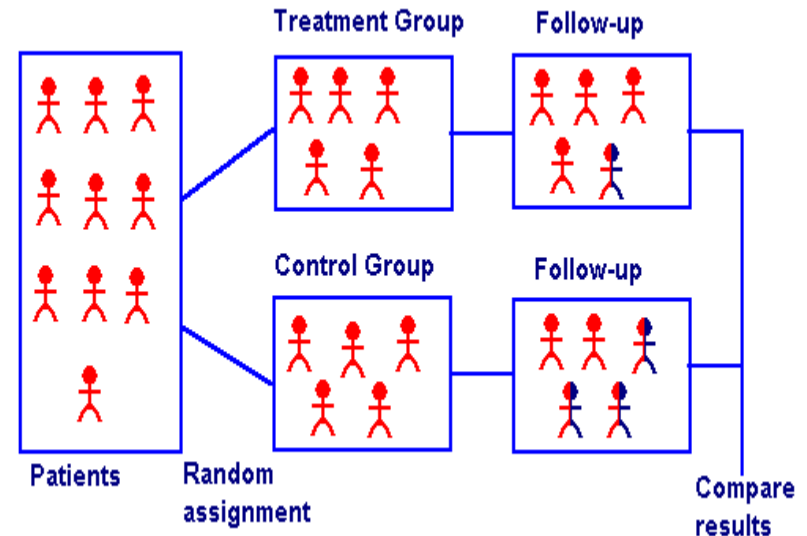 Treatment Group
Follow-up
Control Group
Follow-up
Patients
Random
assignment
Compare
results